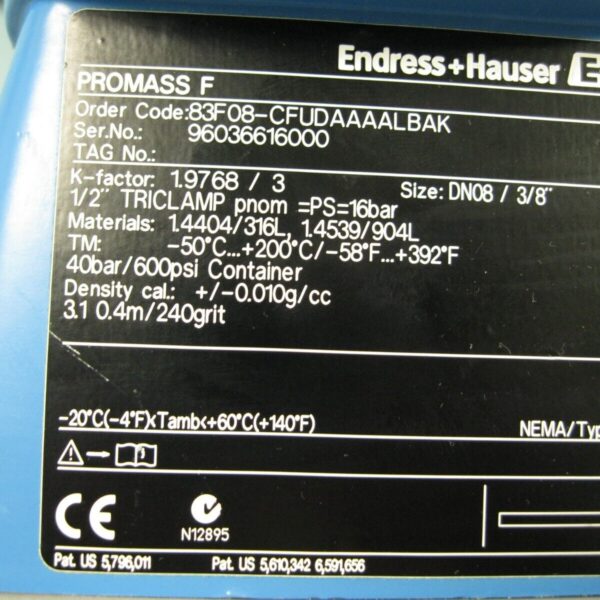 Endress+Hauser E
PROMASS F
Order Code:83F08-CFUDAAAALBAK
Ser.No.: 96036616000
TAG No.:
K-factor: 1.9768 / 3 Size: DN08 / 3/8"
1/2" TRICLAMP pnom =PS=16bar
Materials: 1.4404/316L, 1.4539/904L
TM: -50°C...+200°C/-58°F...+392°F
40bar/600psi Container
Density cal.: +/-0.010g/cc
3.1 0.4m/240grit
-20°C(-4°F)<Tamb<+60°C(+140°F) NEMA/Typ
CE
N12895
Pat. US 5,796,011 Pat. US 5,610,342 6,591,656